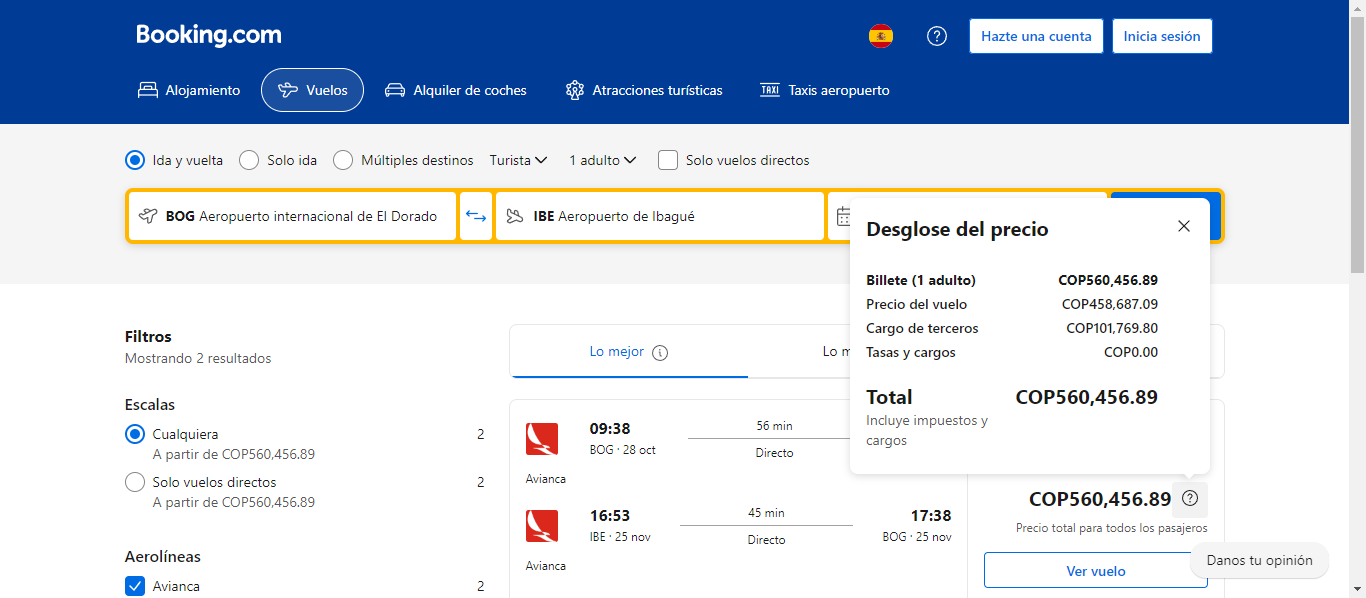 Booking.com
Hazte una cuenta
Inicia sesión
Alojamiento
Vuelos
Alquiler de coches
Atracciones turísticas
TAXI
Taxis aeropuerto
Ida y vuelta
Solo ida
Múltiples destinos
Turista
1 adulto
Solo vuelos directos
BOG Aeropuerto internacional de El Dorado
IBE Aeropuerto de Ibagué
Desglose del precio
Billete (1 adulto) COP560,456.89
Precio del vuelo COP458,687.09
Cargo de terceros COP101,769.80
Tasas y cargos COP0.00
Total COP560,456.89
Incluye impuestos y
cargos
Filtros
Mostrando 2 resultados
Escalas
Cualquiera 2
A partir de COP560,456.89
Solo vuelos directos 2
A partir de COP560,456.89
Aerolíneas
Avianca 2
Lo mejor
Lo m
09:38
BOG · 28 oct
56 min
Directo
Avianca
16:53
IBE · 25 nov
45 min
Directo
17:38
BOG · 25 nov
Avianca
COP560,456.89
Precio total para todos los pasajeros
Ver vuelo
Danos tu opinión